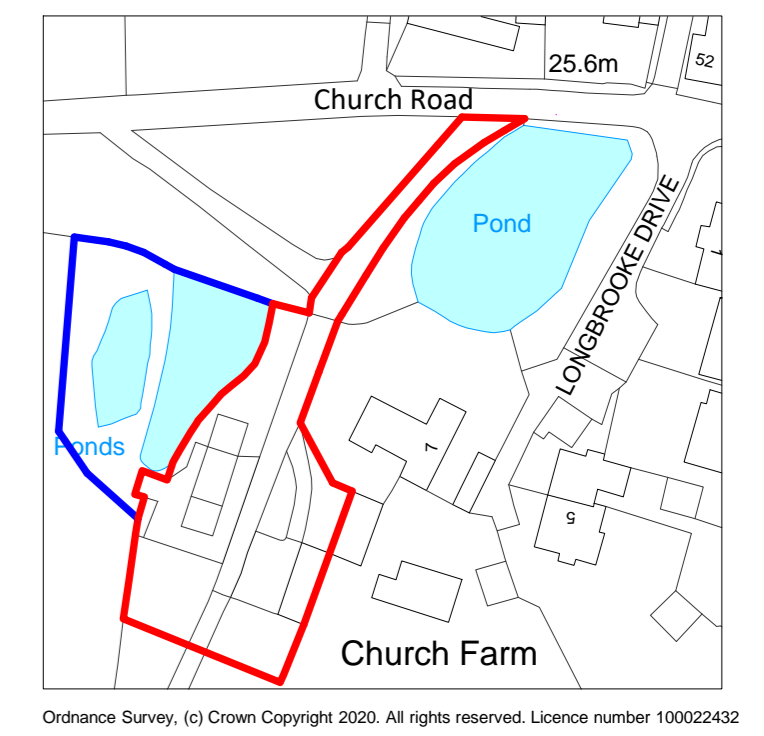 25.6m
52
Church Road
Pond
LONGBROOKE DRIVE
1
Ponds
1
5
Church Farm
Ordnance Survey, (c) Crown Copyright 2020. All rights reserved. Licence number 100022432